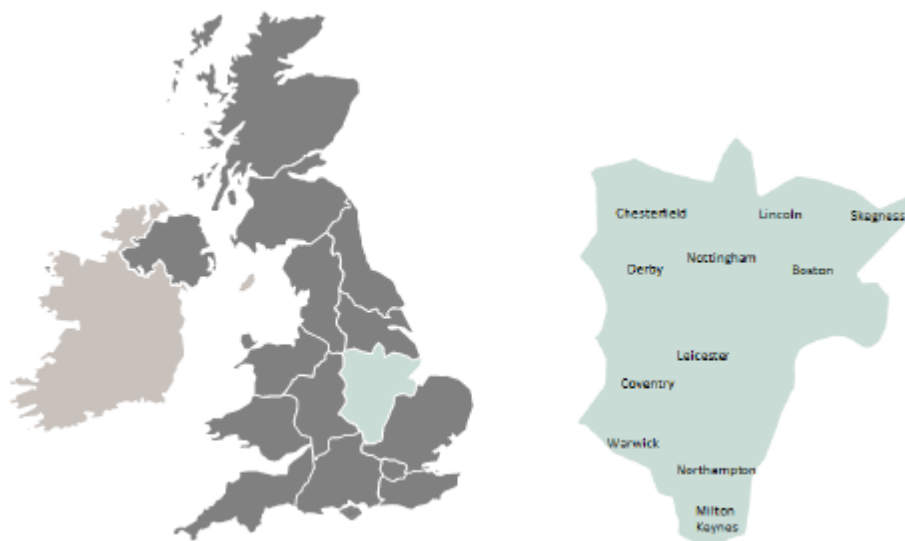 Chesterfield
Lincoln
Skegness
Nottingham
Derby
Boston
Leicester
Coventry
Warwick
Northampton
Milton
Keynes